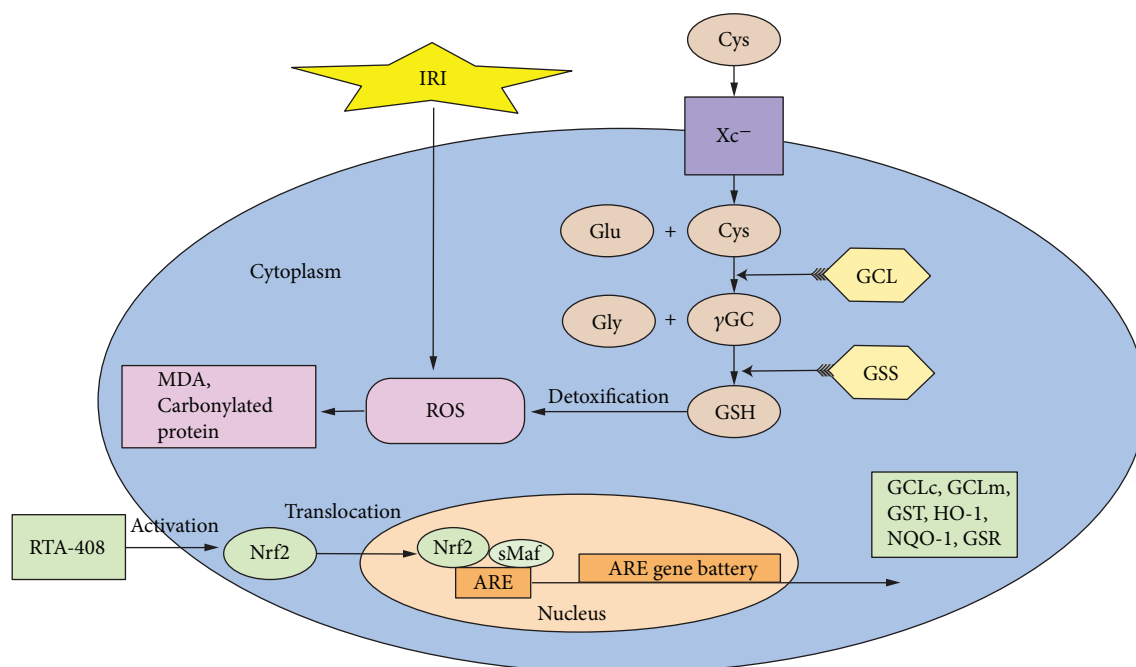 Cys
IRI
Xc⁻
Glu + Cys
Cytoplasm
GCL
Gly + γGC
GSS
MDA,
Carbonylated
protein
ROS
Detoxification
GSH
GCLc, GCLm,
GST, HO-1,
NQO-1, GSR
RTA-408
Activation
Nrf2
Translocation
Nrf2
sMaf
ARE
ARE gene battery
Nucleus